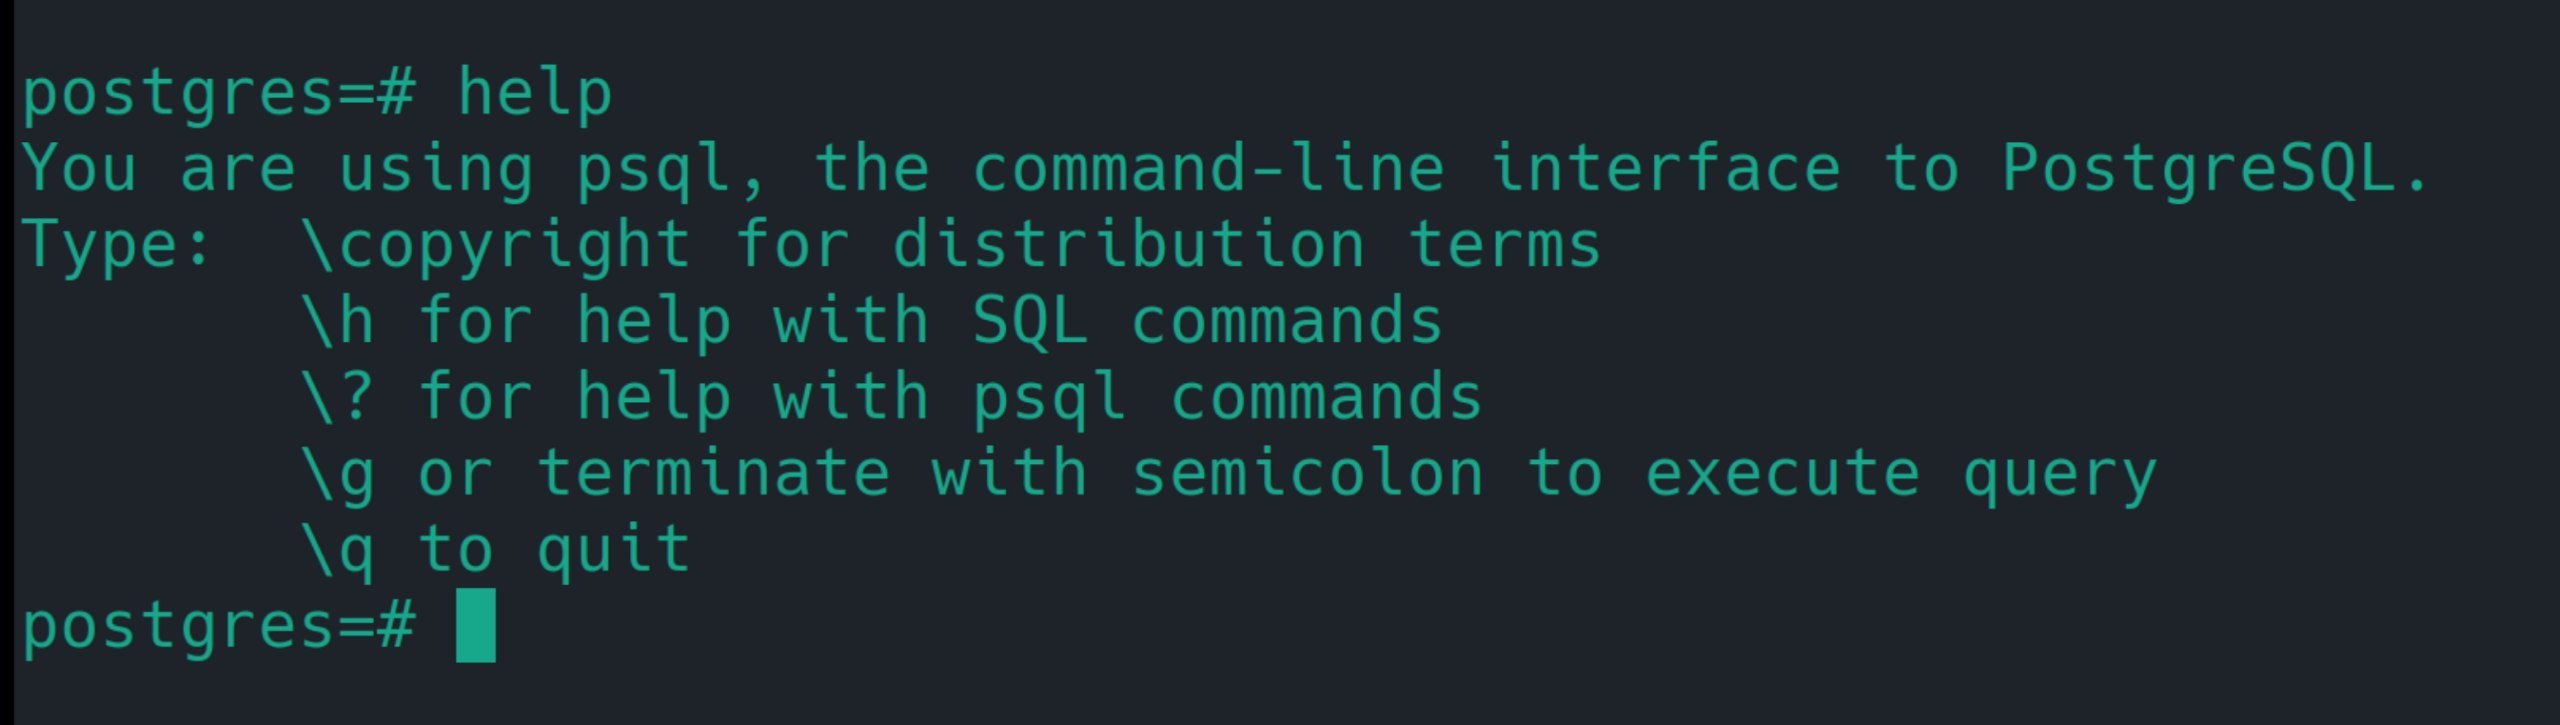 postgres=# help
You are using psql, the command-line interface to PostgreSQL.
Type:  \copyright for distribution terms
       \h for help with SQL commands
       \? for help with psql commands
       \g or terminate with semicolon to execute query
       \q to quit
postgres=#